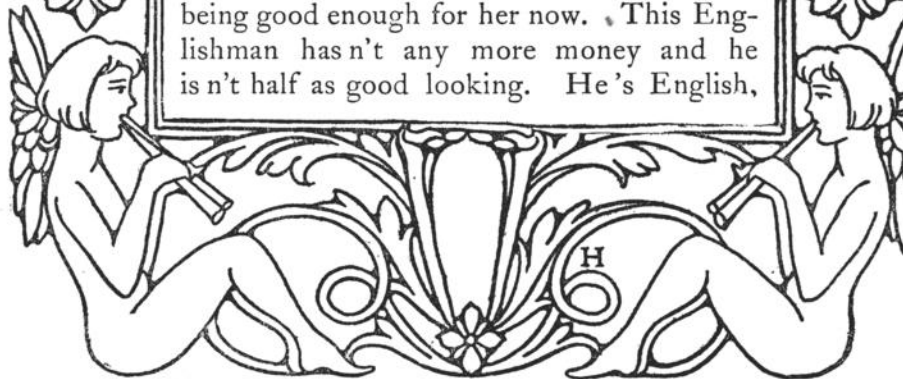 being good enough for her now. This Eng-
lishman has n't any more money and he
is n't half as good looking. He 's English,
H